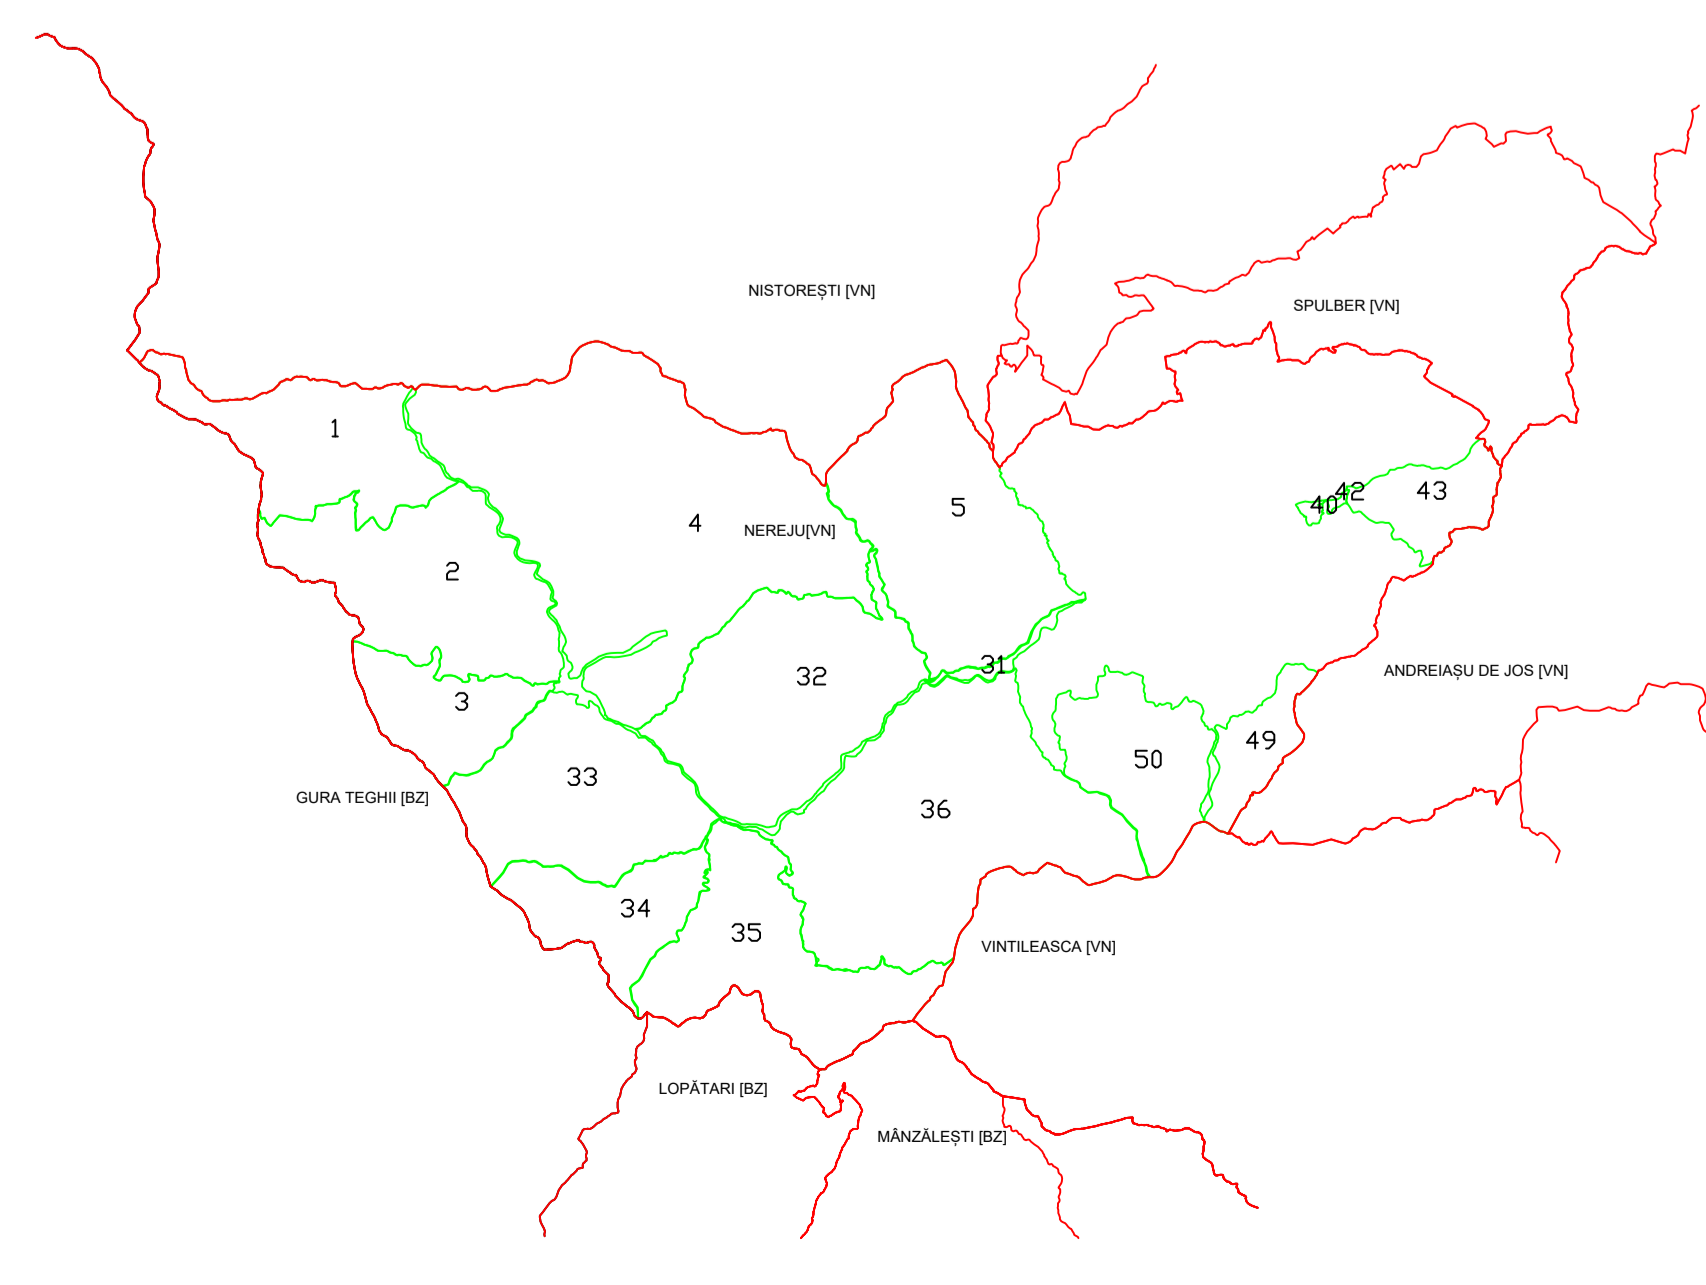 NISTOREȘTI [VN]
SPULBER [VN]
1
5
43
42
40
4
NEREJU[VN]
2
31
ANDREIAȘU DE JOS [VN]
32
3
49
50
33
GURA TEGHII [BZ]
36
34
35
VINTILEASCA [VN]
LOPĂTARI [BZ]
MÂNZĂLEȘTI [BZ]